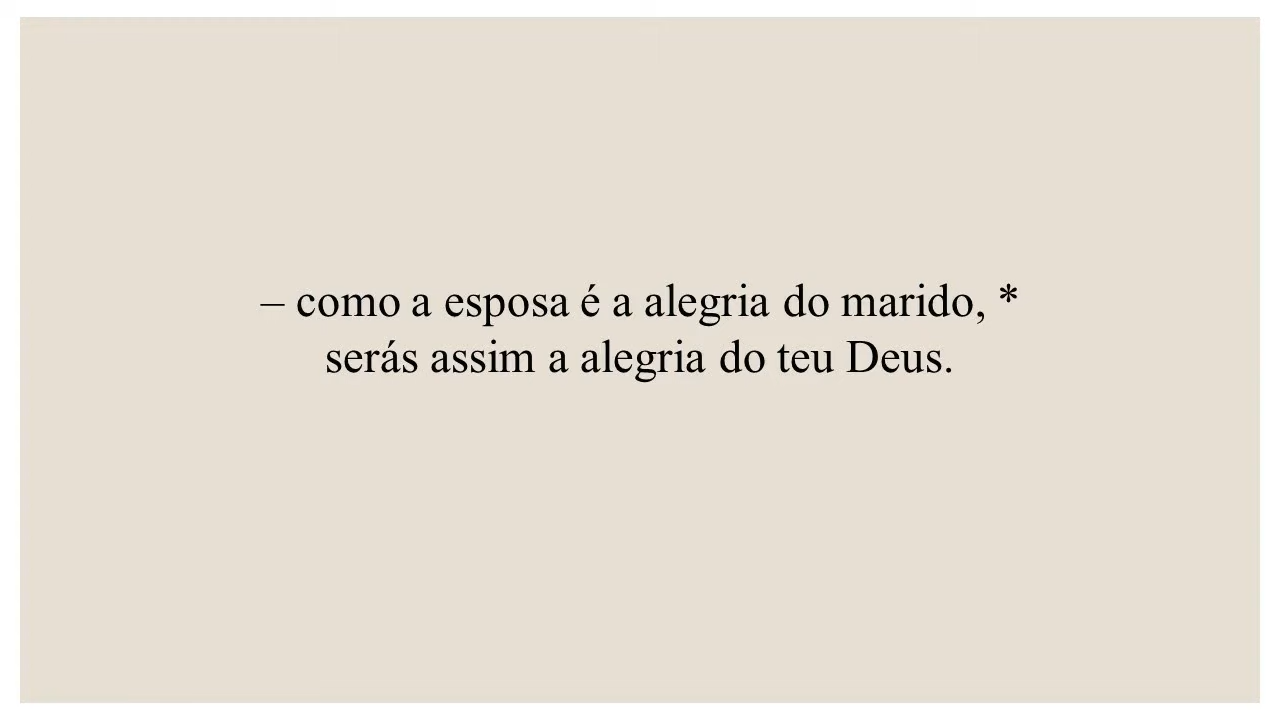 – como a esposa é a alegria do marido, *
serás assim a alegria do teu Deus.